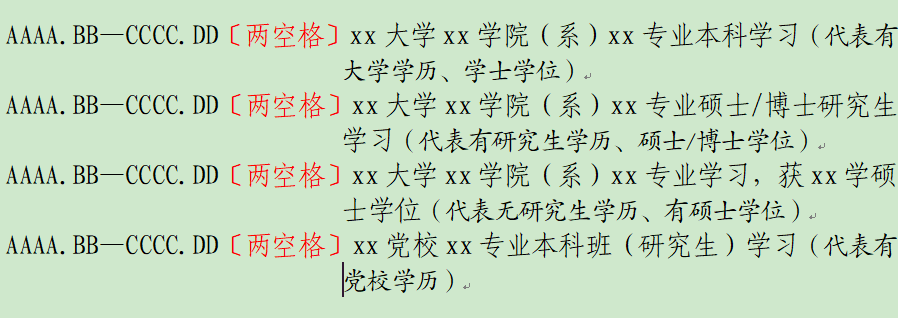 AAAA.BB—CCCC.DD〔两空格〕xx 大学 xx 学院（系）xx 专业本科学习（代表有
大学学历、学士学位）
AAAA.BB—CCCC.DD〔两空格〕xx 大学 xx 学院（系）xx 专业硕士/博士研究生
学习（代表有研究生学历、硕士/博士学位）
AAAA.BB—CCCC.DD〔两空格〕xx 大学 xx 学院（系）xx 专业学习，获 xx 学硕
士学位（代表无研究生学历、有硕士学位）
AAAA.BB—CCCC.DD〔两空格〕xx 党校 xx 专业本科班（研究生）学习（代表有
党校学历）